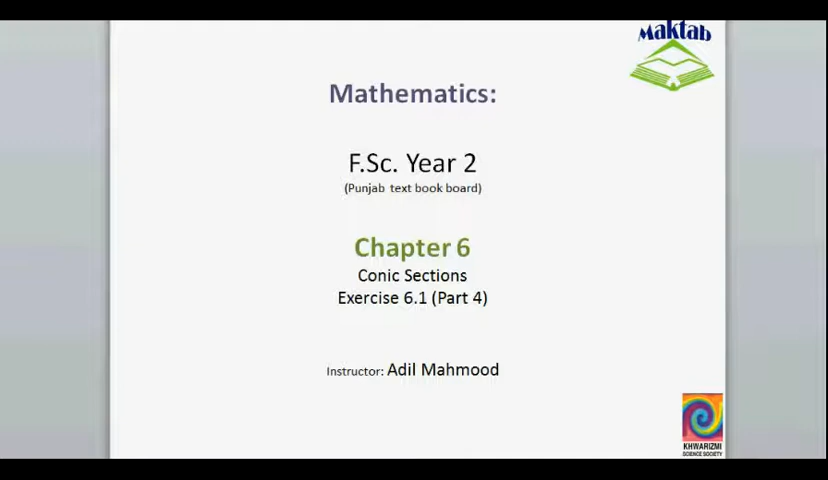 Maktab
Mathematics:
F.Sc. Year 2
(Punjab text book board)
Chapter 6
Conic Sections
Exercise 6.1 (Part 4)
Instructor: Adil Mahmood
KHWARIZMI
SCIENCE SOCIETY